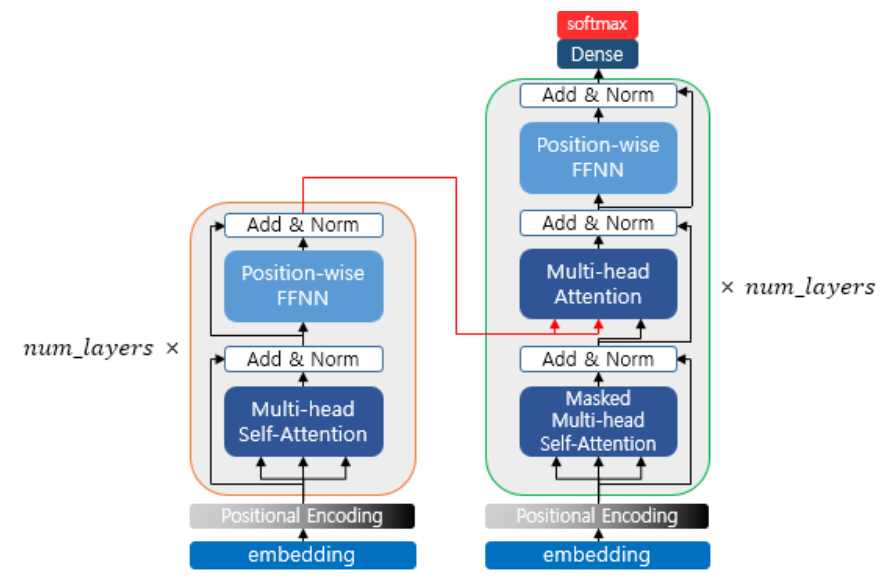 softmax
Dense
Add & Norm
Position-wise
FFNN
Add & Norm
Multi-head
Attention
× num_layers
Add & Norm
Masked
Multi-head
Self-Attention
Positional Encoding
embedding
Add & Norm
Position-wise
FFNN
num_layers ×
Add & Norm
Multi-head
Self-Attention
Positional Encoding
embedding